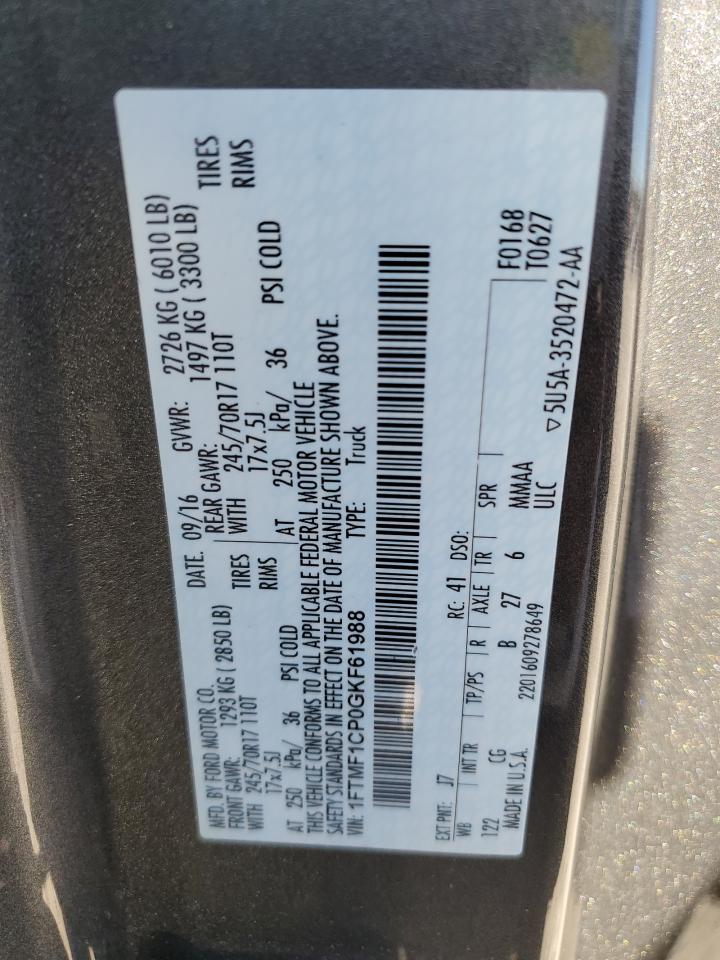 MFD. BY FORD MOTOR CO.
DATE. 09/16 GVWR: 2726 KG ( 6010 LB)
FRONT GAWR: 1293 KG ( 2850 LB) REAR GAWR: 1497 KG ( 3300 LB)
WITH 245/70R17 110T TIRES WITH 245/70R17 110T TIRES
17x7.5J RIMS 17x7.5J RIMS
AT 250 kPa/ 36 PSI COLD AT 250 kPa/ 36 PSI COLD
THIS VEHICLE CONFORMS TO ALL APPLICABLE FEDERAL MOTOR VEHICLE
SAFETY STANDARDS IN EFFECT ON THE DATE OF MANUFACTURE SHOWN ABOVE.
VIN: 1FTMF1CP0GKF61988 TYPE: Truck
EXT PNT: J7 RC: 41 DSO:
WB INT TR TP/PS R AXLE TR SPR F0168
122 CG B 27 6 MMAA T0627
MADE IN U.S.A. 2201609278649 ULC
▽5U5A-3520472-AA